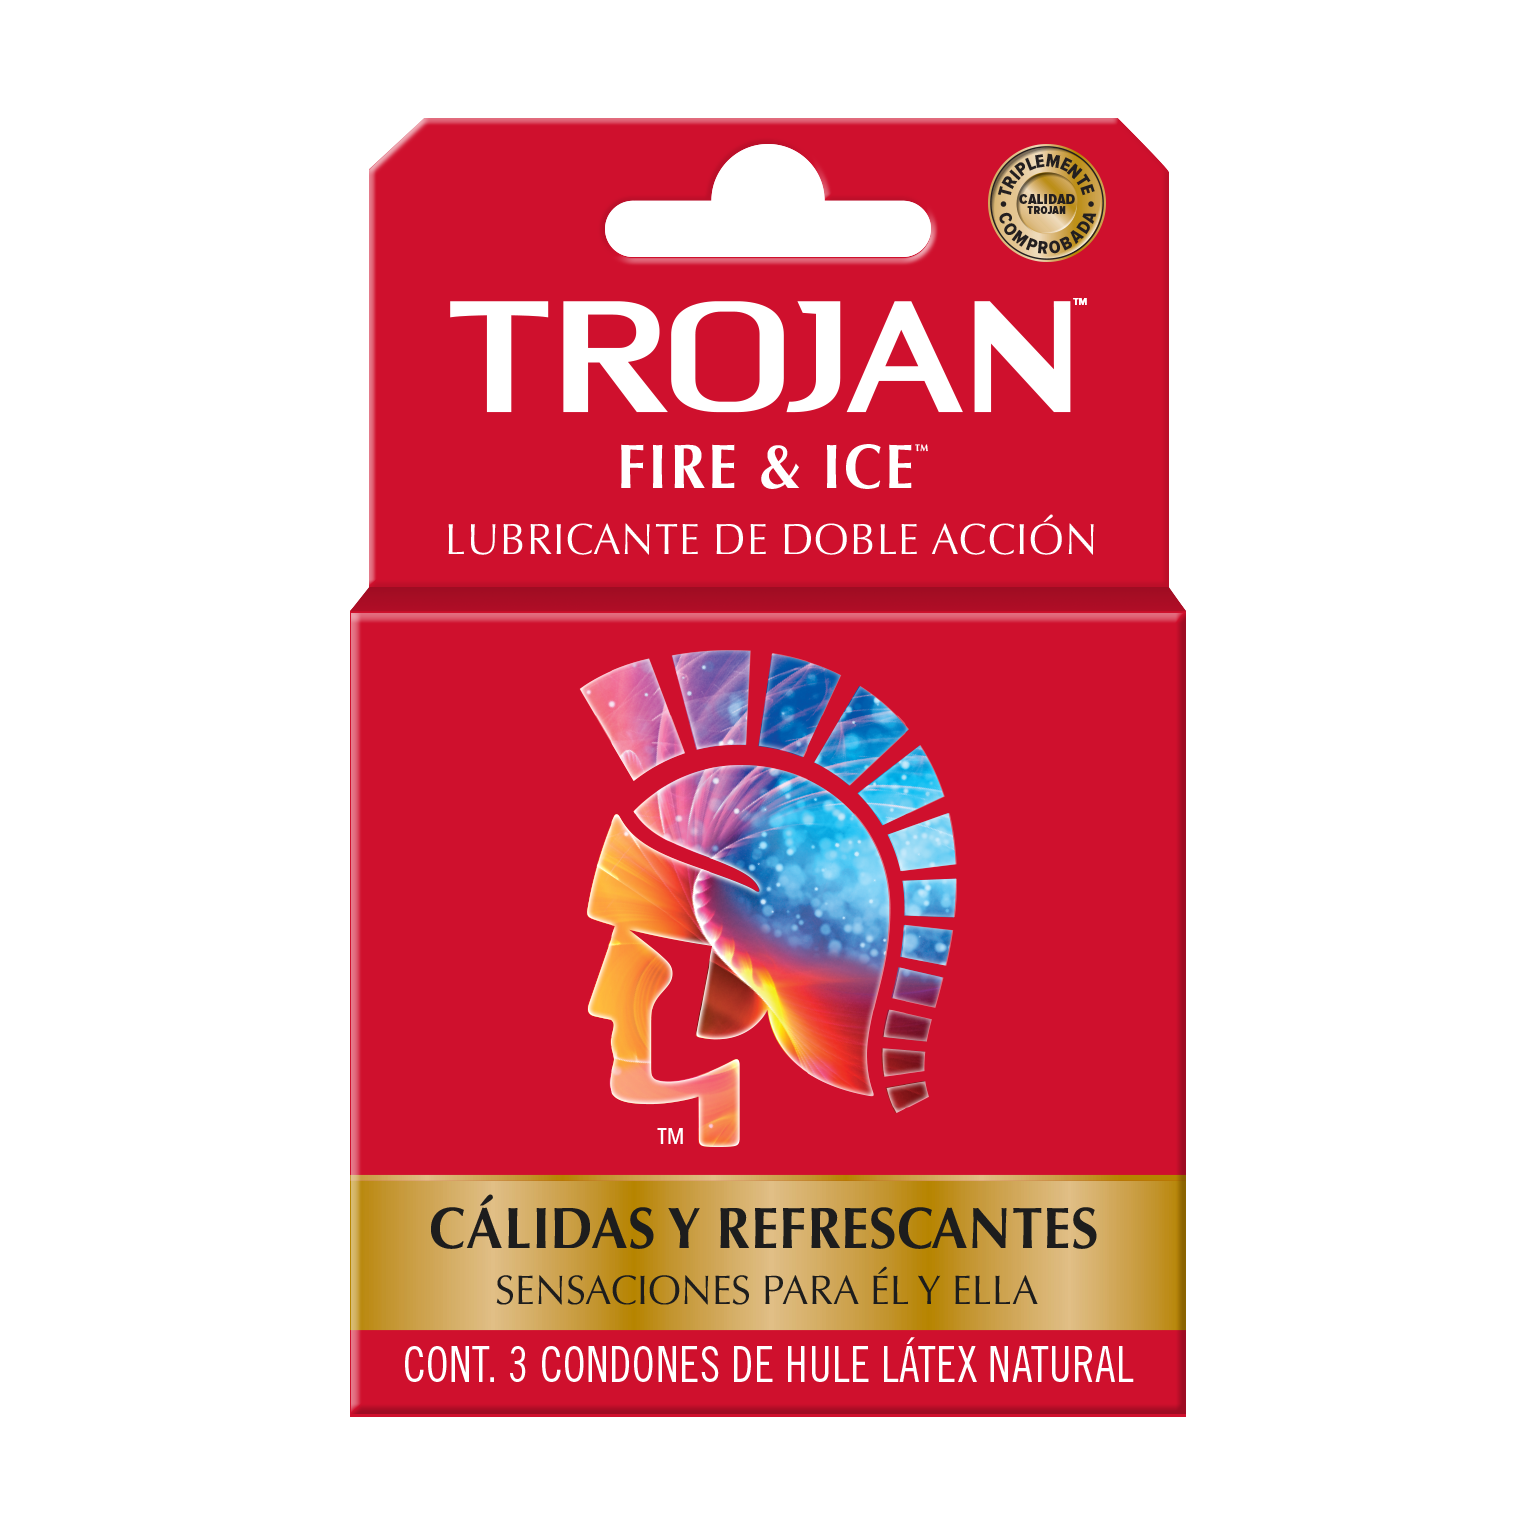 TRIPLEMENTE
CALIDAD
TROJAN
COMPROBADA
TROJAN™
FIRE & ICE™
LUBRICANTE DE DOBLE ACCIÓN
TM
CÁLIDAS Y REFRESCANTES
SENSACIONES PARA ÉL Y ELLA
CONT. 3 CONDONES DE HULE LÁTEX NATURAL